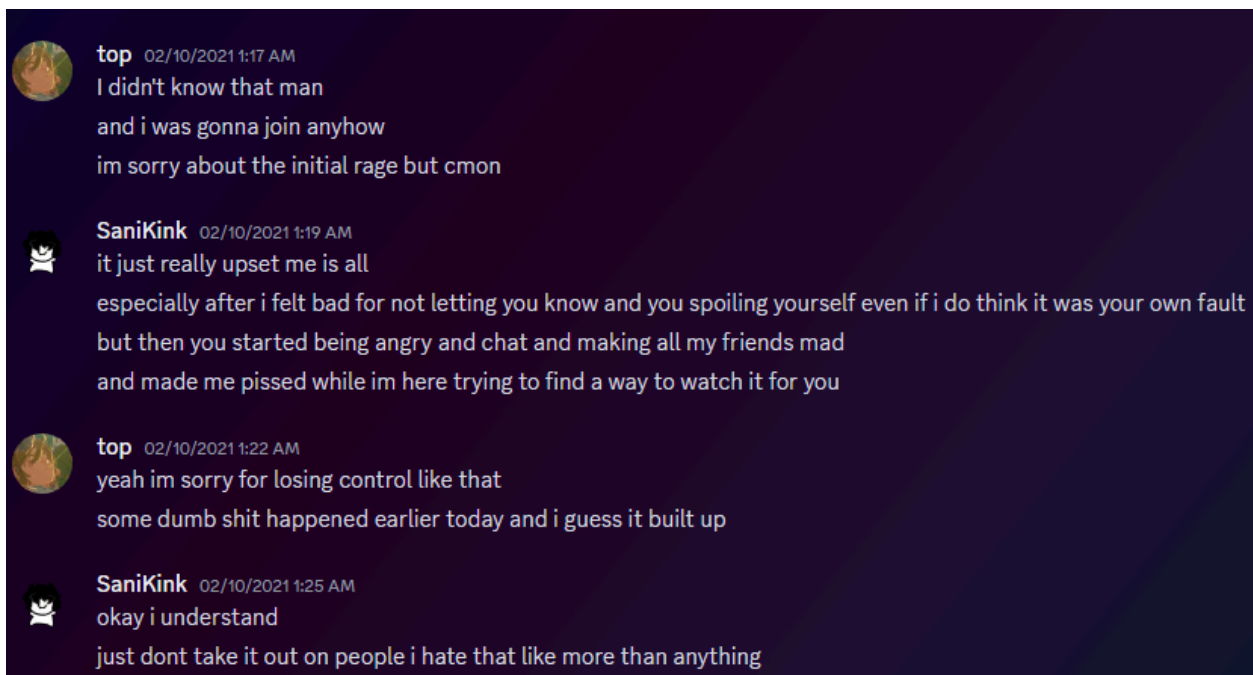 top 02/10/2021 1:17 AM
I didn't know that man
and i was gonna join anyhow
im sorry about the initial rage but cmon
SaniKink 02/10/2021 1:19 AM
it just really upset me is all
especially after i felt bad for not letting you know and you spoiling yourself even if i do think it was your own fault
but then you started being angry and chat and making all my friends mad
and made me pissed while im here trying to find a way to watch it for you
top 02/10/2021 1:22 AM
yeah im sorry for losing control like that
some dumb shit happened earlier today and i guess it built up
SaniKink 02/10/2021 1:25 AM
okay i understand
just dont take it out on people i hate that like more than anything